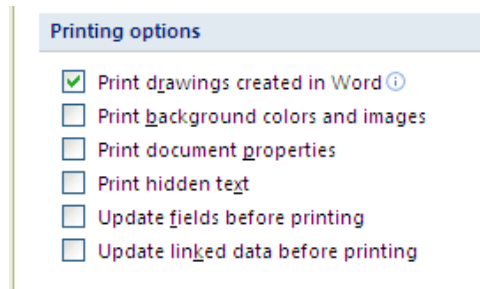 Printing options
Print drawings created in Word
Print background colors and images
Print document properties
Print hidden text
Update fields before printing
Update linked data before printing